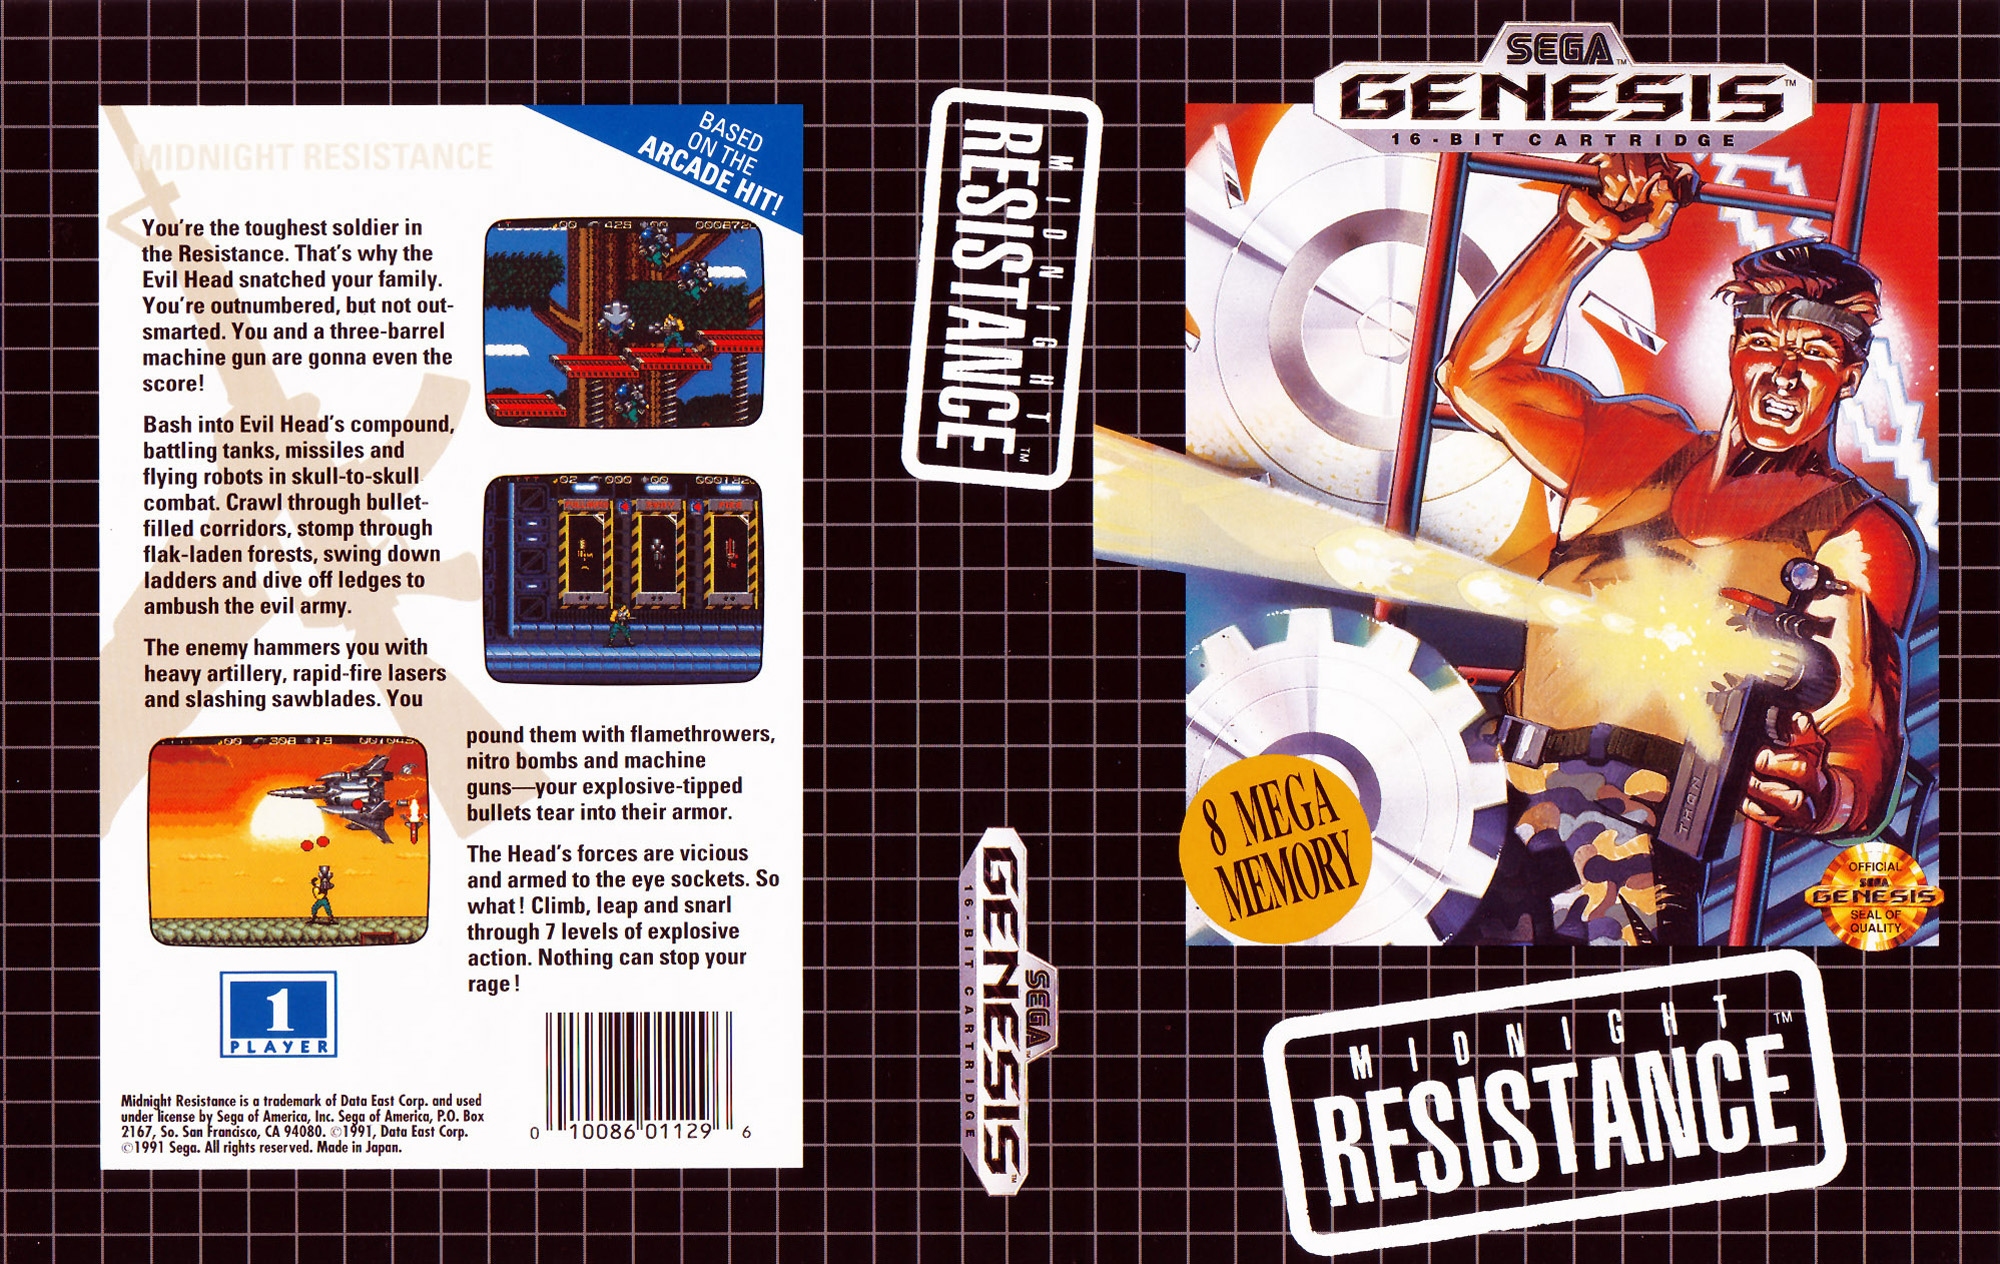 MIDNIGHT RESISTANCE
BASED
ON THE
ARCADE HIT!
You're the toughest soldier in
the Resistance. That's why the
Evil Head snatched your family.
You're outnumbered, but not out-
smarted. You and a three-barrel
machine gun are gonna even the
score!
Bash into Evil Head's compound,
battling tanks, missiles and
flying robots in skull-to-skull
combat. Crawl through bullet-
filled corridors, stomp through
flak-laden forests, swing down
ladders and dive off ledges to
ambush the evil army.
The enemy hammers you with
heavy artillery, rapid-fire lasers
and slashing sawblades. You
pound them with flamethrowers,
nitro bombs and machine
guns—your explosive-tipped
bullets tear into their armor.
The Head's forces are vicious
and armed to the eye sockets. So
what! Climb, leap and snarl
through 7 levels of explosive
action. Nothing can stop your
rage!
1
PLAYER
Midnight Resistance is a trademark of Data East Corp. and used
under license by Sega of America, Inc. Sega of America, P.O. Box
2167, So. San Francisco, CA 94080. ©1991, Data East Corp.
©1991 Sega. All rights reserved. Made in Japan.
0 10086 01129 6
MIDNIGHT
RESISTANCE™
SEGA
GENESIS™
16-BIT CARTRIDGE
SEGA™
GENESIS™
16-BIT CARTRIDGE
THON
8 MEGA
MEMORY
OFFICIAL
SEGA
GENESIS
SEAL OF
QUALITY
MIDNIGHT™
RESISTANCE